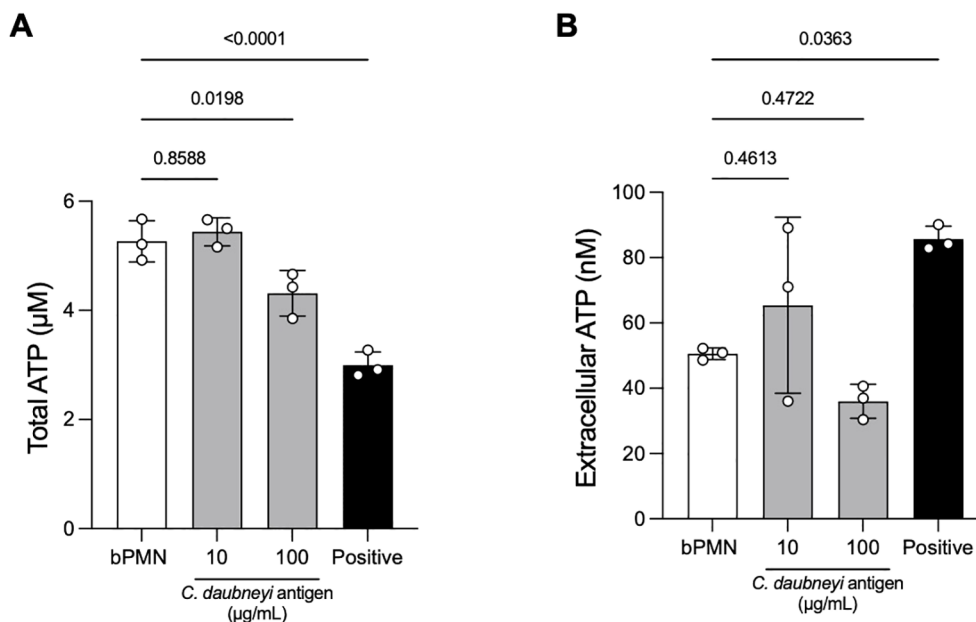 A
<0.0001
0.0198
0.8588
Total ATP (µM)
6
4
2
0
bPMN 10 100 Positive
C. daubneyi antigen
(µg/mL)
B
0.0363
0.4722
0.4613
Extracellular ATP (nM)
100
80
60
40
20
0
bPMN 10 100 Positive
C. daubneyi antigen
(µg/mL)